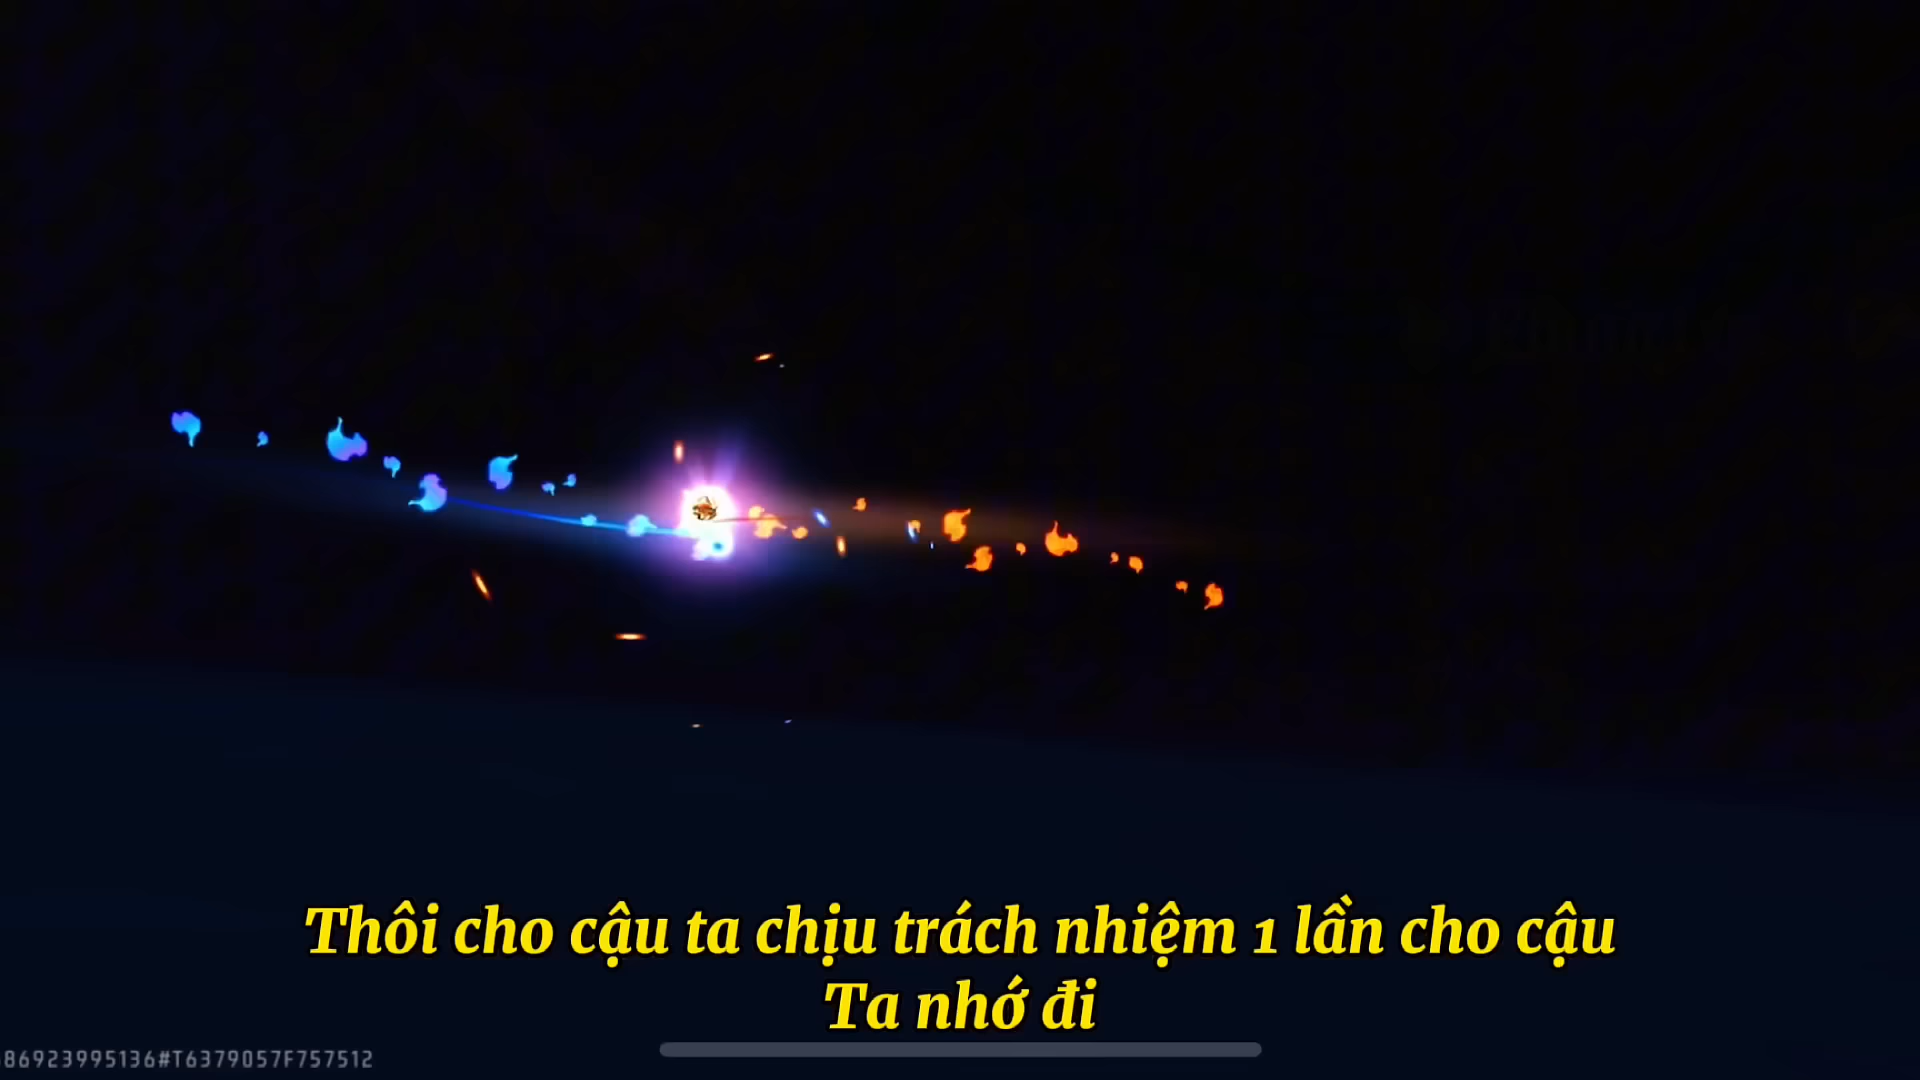 Thôi cho cậu ta chịu trách nhiệm 1 lần cho cậu
Ta nhớ đi
86923995136#T6379057F757512